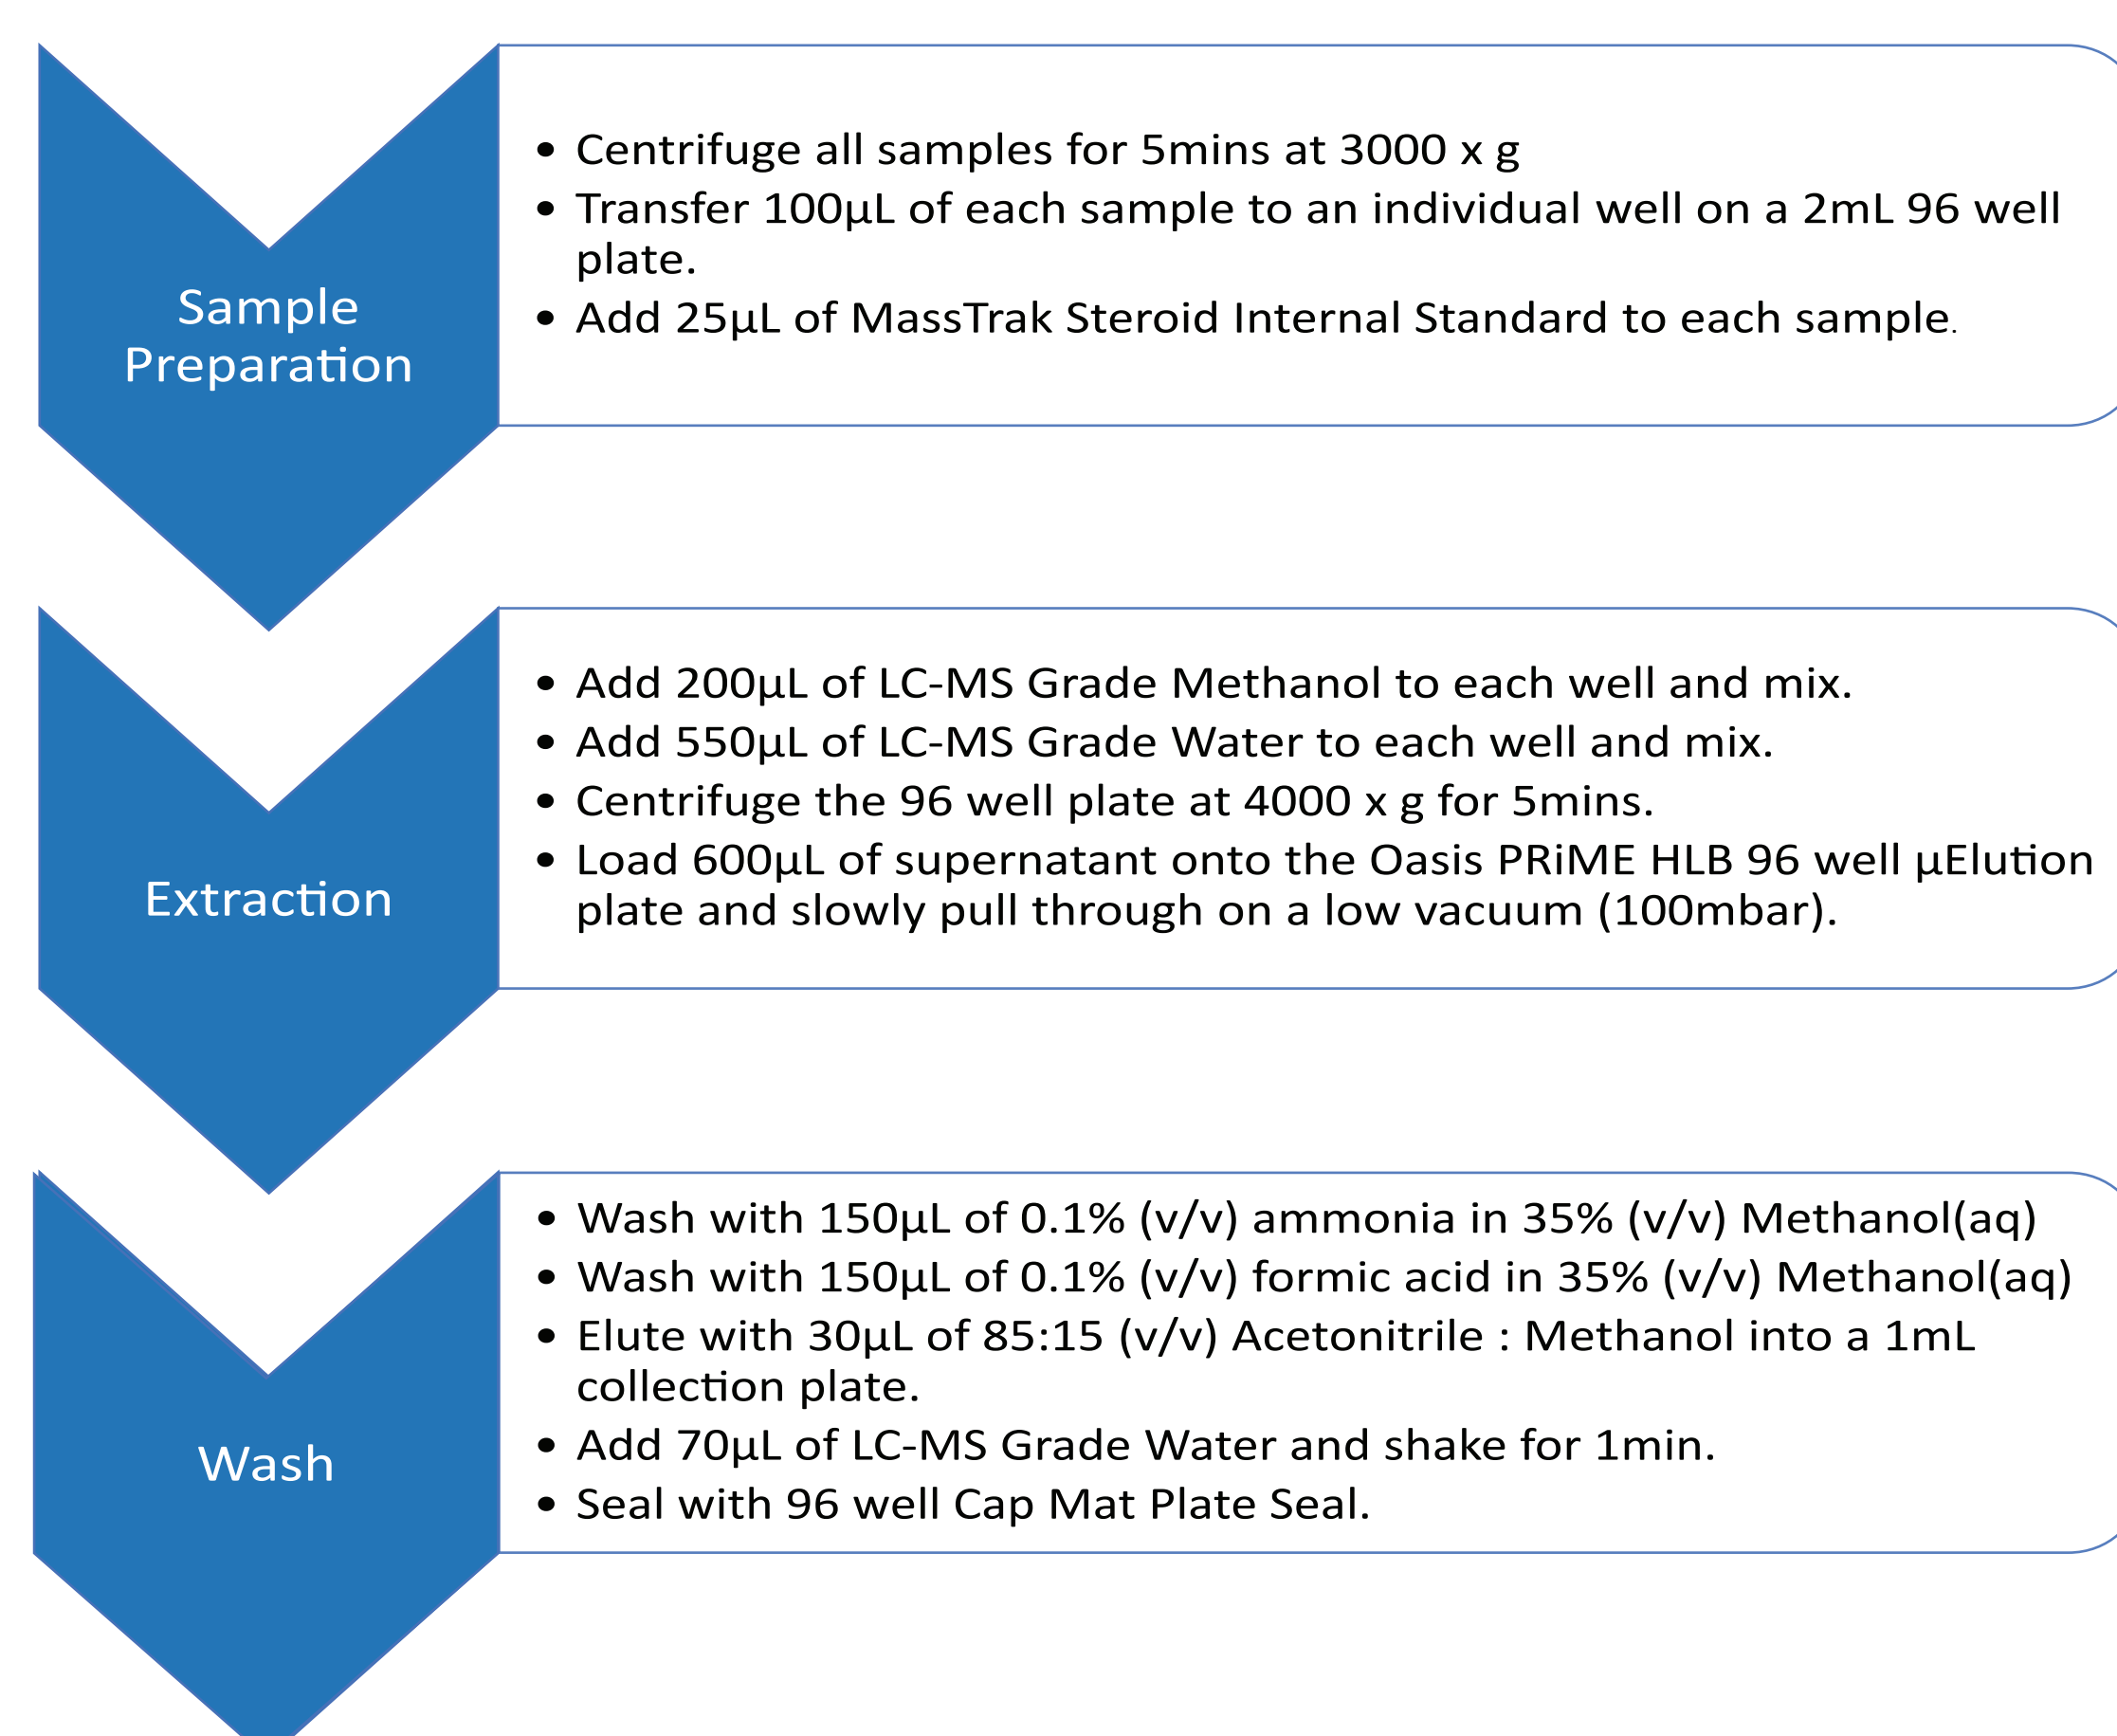 Sample
Preparation
• Centrifuge all samples for 5mins at 3000 x g
• Transfer 100µL of each sample to an individual well on a 2mL 96 well
plate.
• Add 25µL of MassTrak Steroid Internal Standard to each sample.
Extraction
• Add 200µL of LC-MS Grade Methanol to each well and mix.
• Add 550µL of LC-MS Grade Water to each well and mix.
• Centrifuge the 96 well plate at 4000 x g for 5mins.
• Load 600µL of supernatant onto the Oasis PRiME HLB 96 well µElution
plate and slowly pull through on a low vacuum (100mbar).
Wash
• Wash with 150µL of 0.1% (v/v) ammonia in 35% (v/v) Methanol(aq)
• Wash with 150µL of 0.1% (v/v) formic acid in 35% (v/v) Methanol(aq)
• Elute with 30µL of 85:15 (v/v) Acetonitrile : Methanol into a 1mL
collection plate.
• Add 70µL of LC-MS Grade Water and shake for 1min.
• Seal with 96 well Cap Mat Plate Seal.